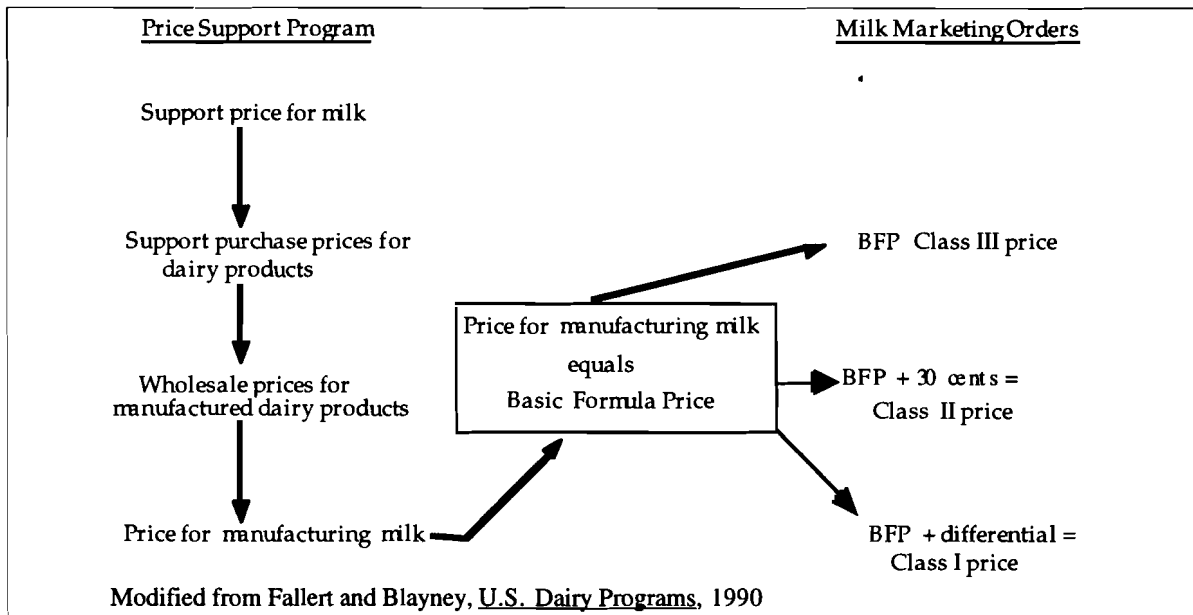 Price Support Program
Milk Marketing Orders
Support price for milk
Support purchase prices for
dairy products
Wholesale prices for
manufactured dairy products
Price for manufacturing milk
Price for manufacturing milk
equals
Basic Formula Price
BFP Class III price
BFP + 30 cents =
Class II price
BFP + differential =
Class I price
Modified from Fallert and Blayney, U.S. Dairy Programs, 1990